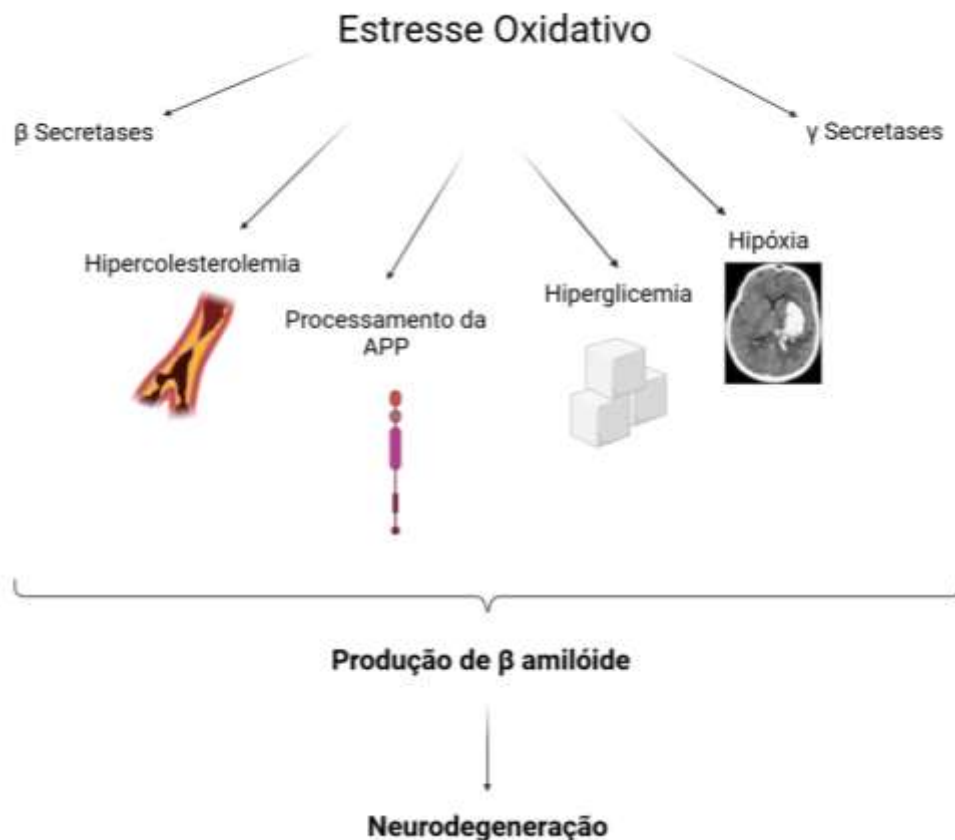 Estresse Oxidativo
β Secretases
γ Secretases
Hipercolesterolemia
Hipóxia
Processamento da
APP
Hiperglicemia
Produção de β amilóide
Neurodegeneração